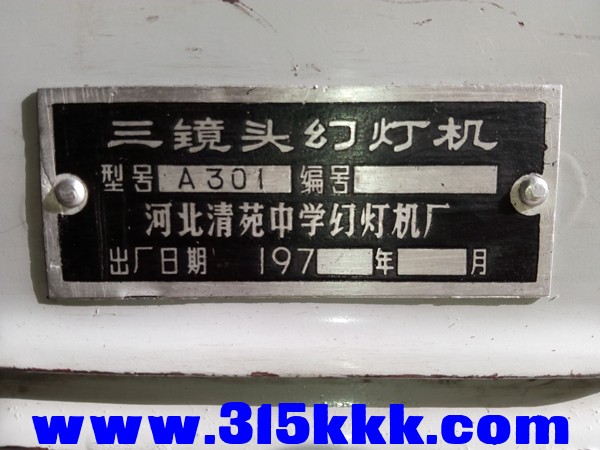 三镜头幻灯机
型号 A301 编号
河北清苑中学幻灯机厂
出厂日期 197 年 月
www.315kkk.com